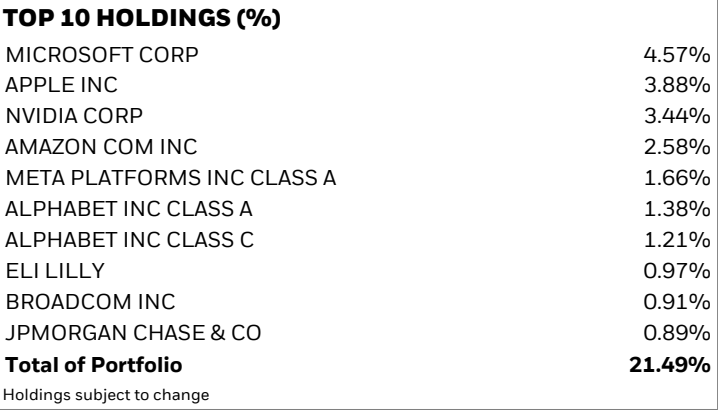 TOP 10 HOLDINGS (%)
MICROSOFT CORP 4.57%
APPLE INC 3.88%
NVIDIA CORP 3.44%
AMAZON COM INC 2.58%
META PLATFORMS INC CLASS A 1.66%
ALPHABET INC CLASS A 1.38%
ALPHABET INC CLASS C 1.21%
ELI LILLY 0.97%
BROADCOM INC 0.91%
JPMORGAN CHASE & CO 0.89%
Total of Portfolio 21.49%
Holdings subject to change